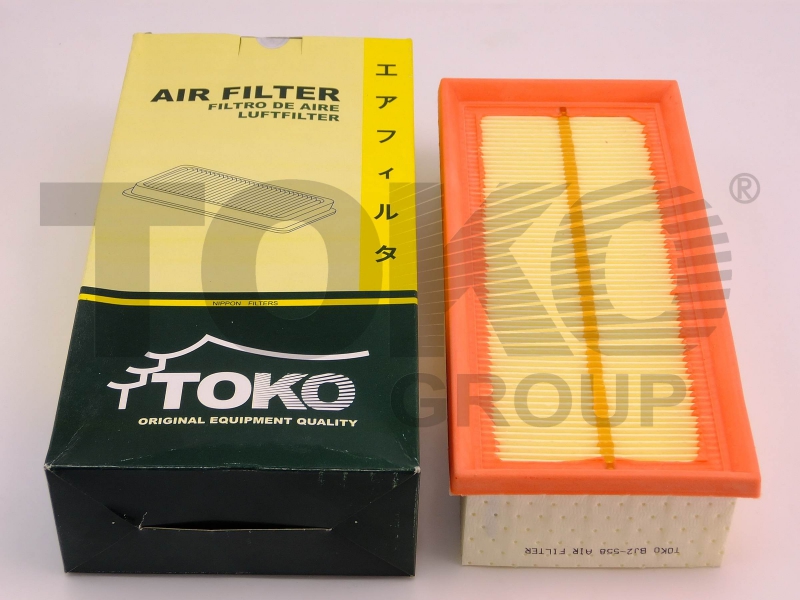 AIR FILTER
FILTRO DE AIRE
LUFTFILTER
エアフィルタ
NIPPON FILTERS
TOKO
ORIGINAL EQUIPMENT QUALITY
TOKO ®
GROUP
TOKO BJ2-558 AIR FILTER